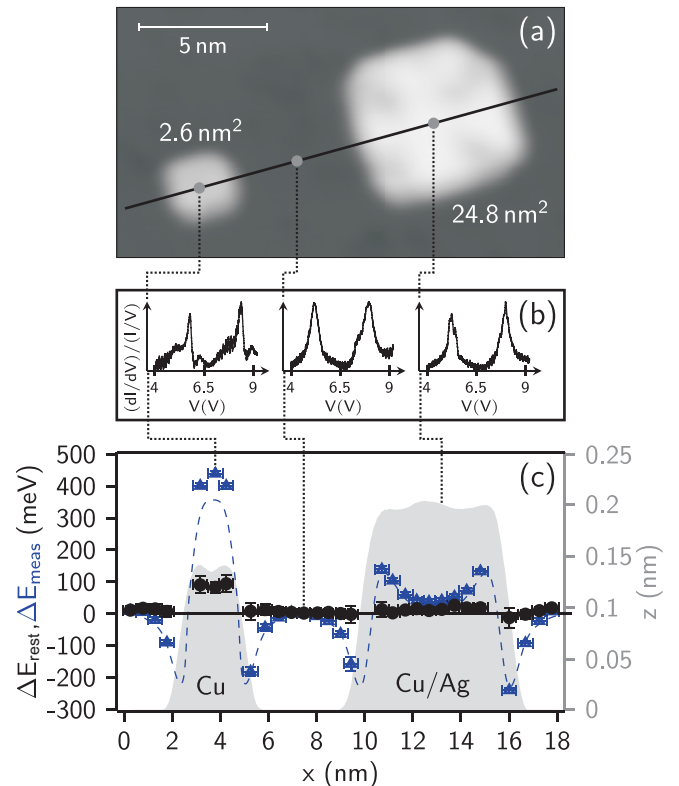 (a)
5 nm
2.6 nm²
24.8 nm²
(b)
(dI/dV)/(I/V)
4 6.5 9
V(V)
4 6.5 9
V(V)
4 6.5 9
V(V)
(c)
ΔE_rest, ΔE_meas (meV)
500
400
300
200
100
0
-100
-200
-300
0.25
0.2
0.15
0.1
0.05
0
z (nm)
Cu
Cu/Ag
0 2 4 6 8 10 12 14 16 18
x (nm)